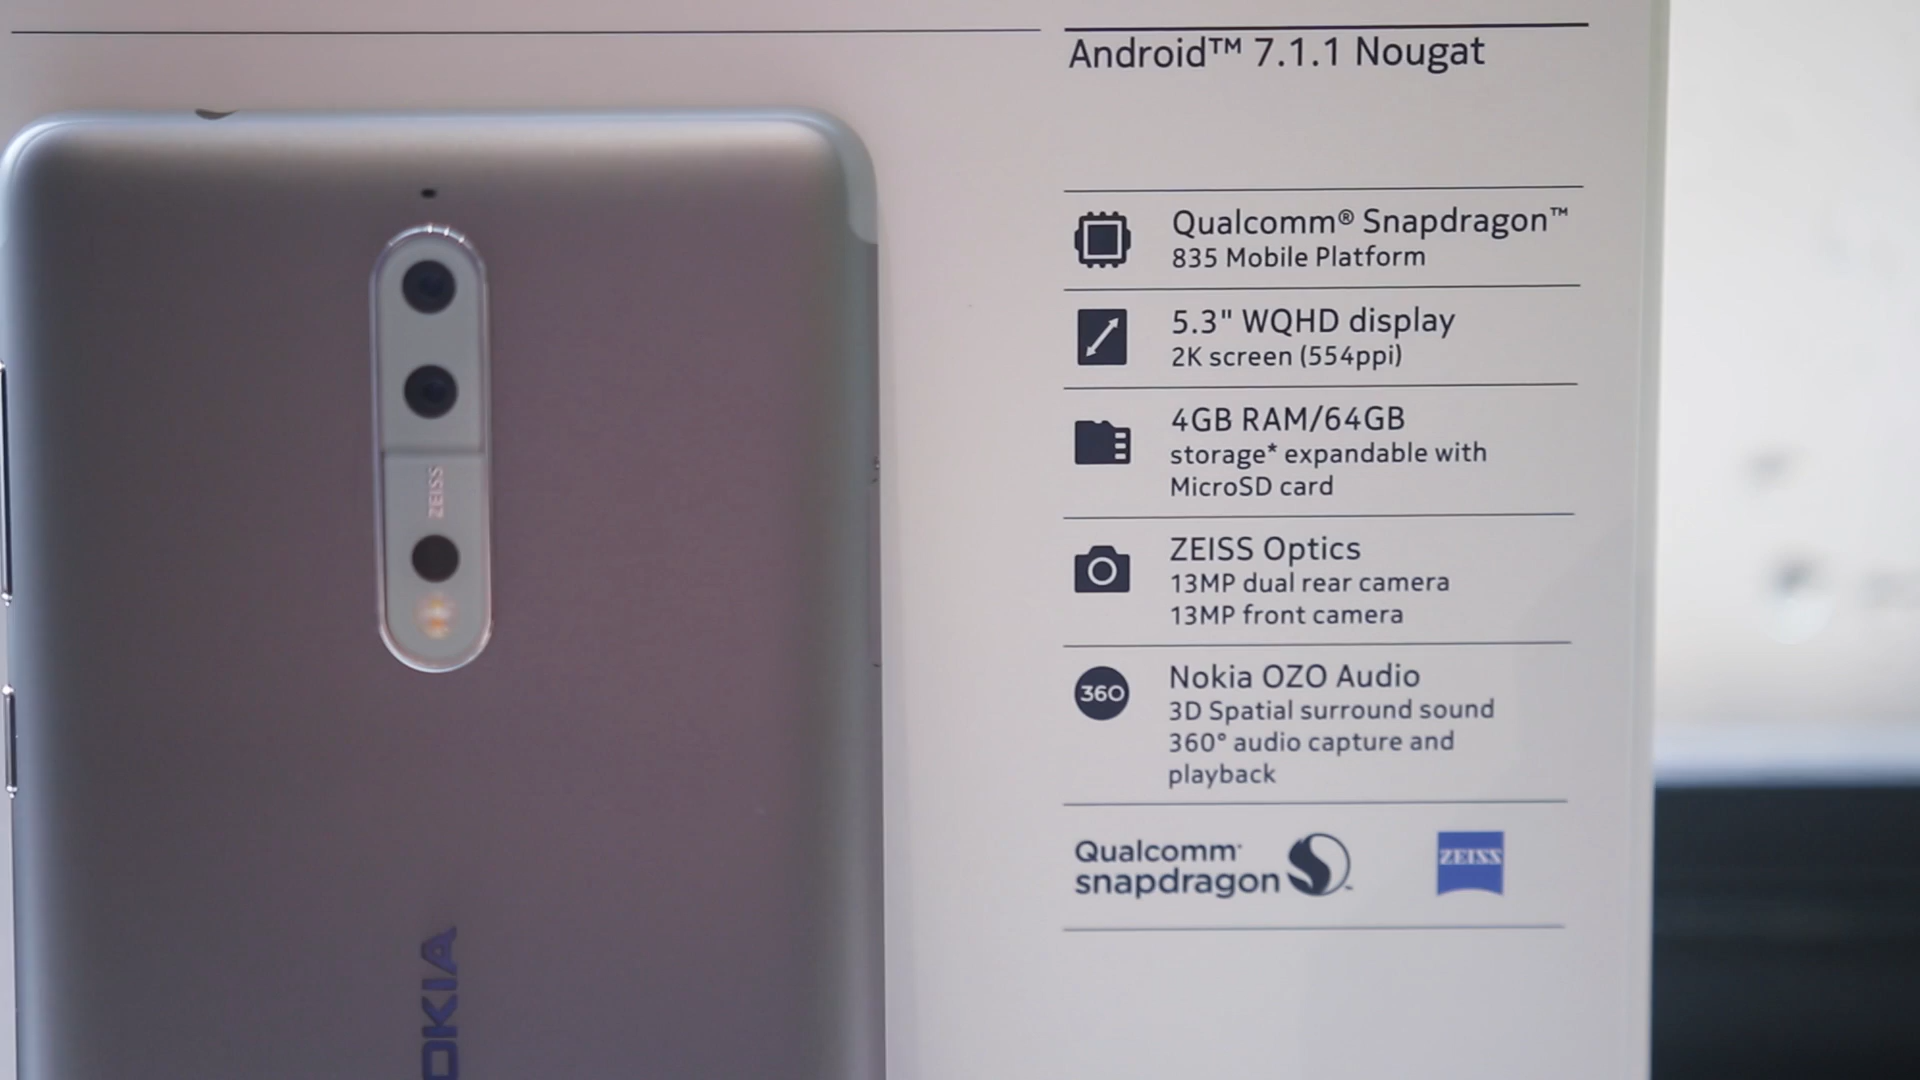 Android™ 7.1.1 Nougat
Qualcomm® Snapdragon™
835 Mobile Platform
5.3" WQHD display
2K screen (554ppi)
4GB RAM/64GB
storage* expandable with
MicroSD card
ZEISS Optics
13MP dual rear camera
13MP front camera
360
Nokia OZO Audio
3D Spatial surround sound
360° audio capture and
playback
Qualcomm
snapdragon
ZEISS
ZEISS
OKIA